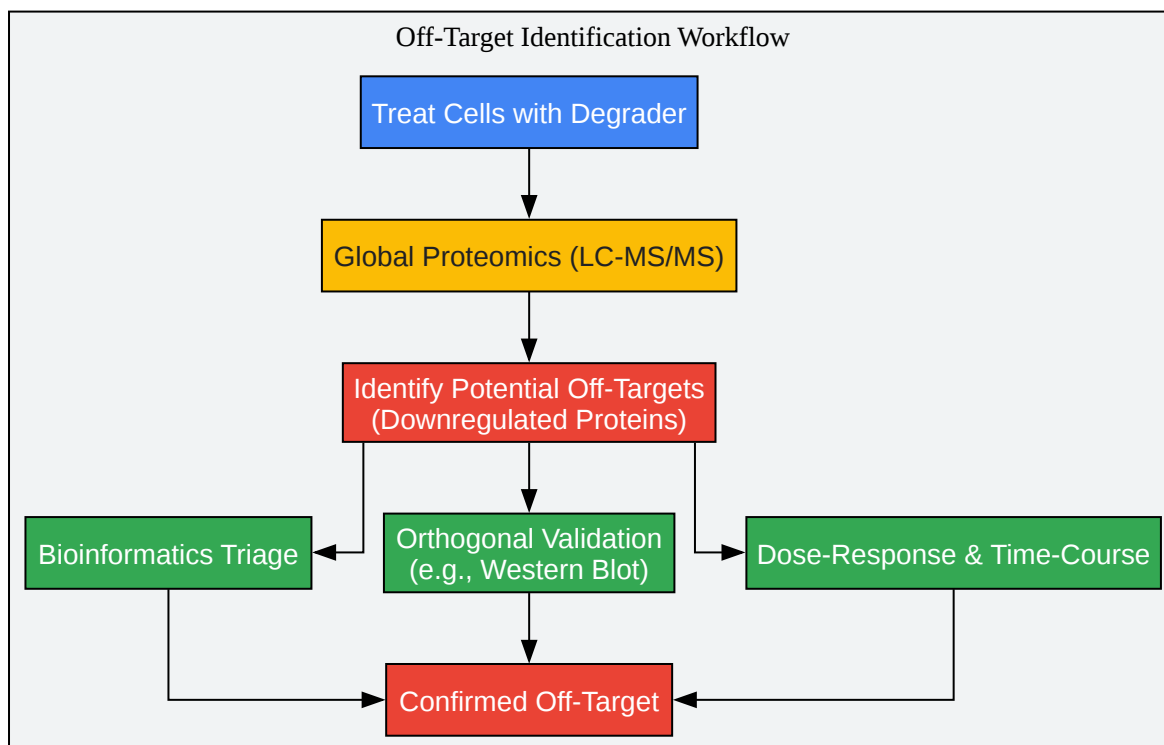 Off-Target Identification Workflow
Treat Cells with Degrader
Global Proteomics (LC-MS/MS)
Identify Potential Off-Targets
(Downregulated Proteins)
Bioinformatics Triage
Orthogonal Validation
(e.g., Western Blot)
Dose-Response & Time-Course
Confirmed Off-Target